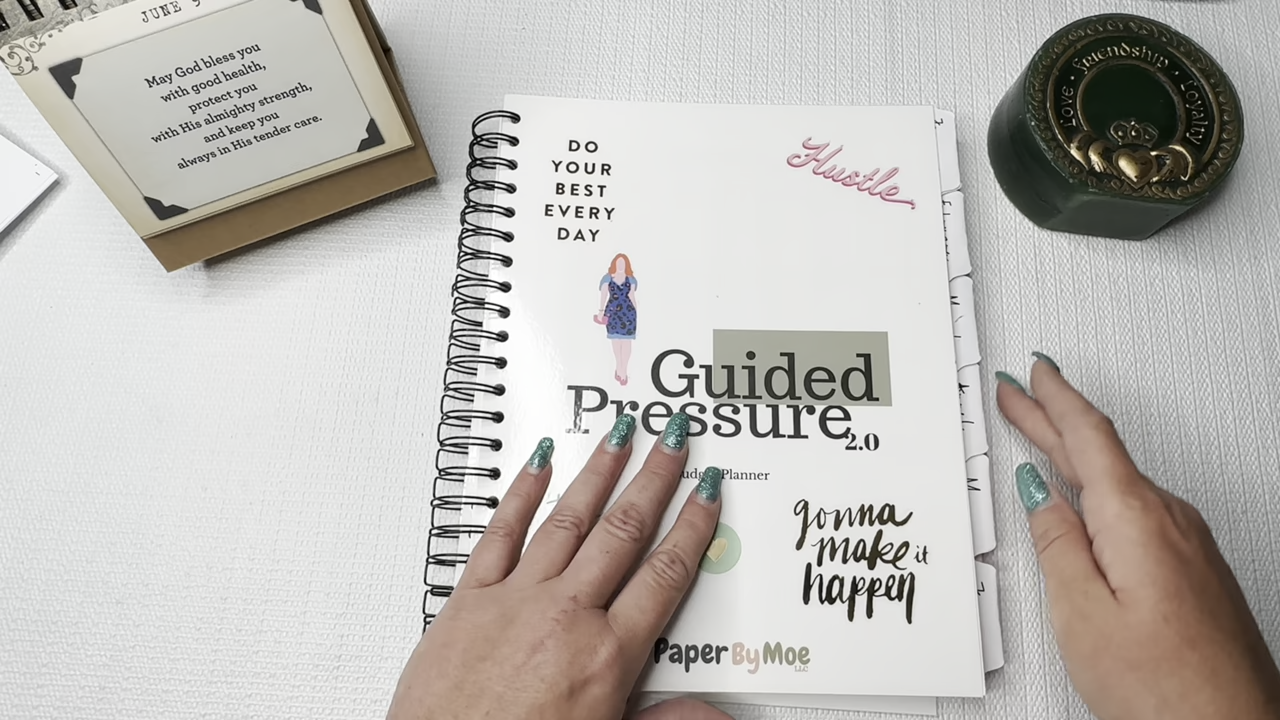 JUNE 9
May God bless you
with good health,
protect you
with His almighty strength,
and keep you
always in His tender care.
DO
YOUR
BEST
EVERY
DAY
Hustle
Guided
Pressure
2.0
Planner
gonna
make it
happen
PaperByMoe
LLC
Love · Friendship · Loyalty